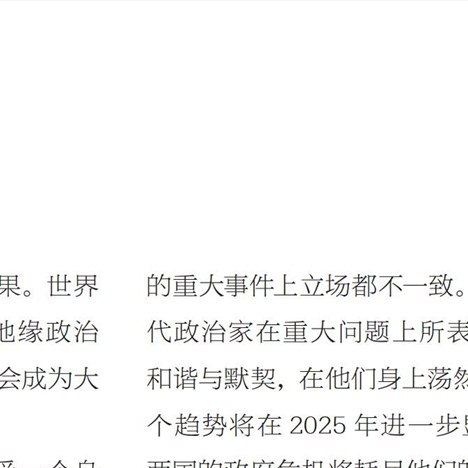 果。世界
地缘政治
会成为大
的重大事件上立场都不一致。
代政治家在重大问题上所表
和谐与默契，在他们身上荡然
个趋势将在 2025 年进一步